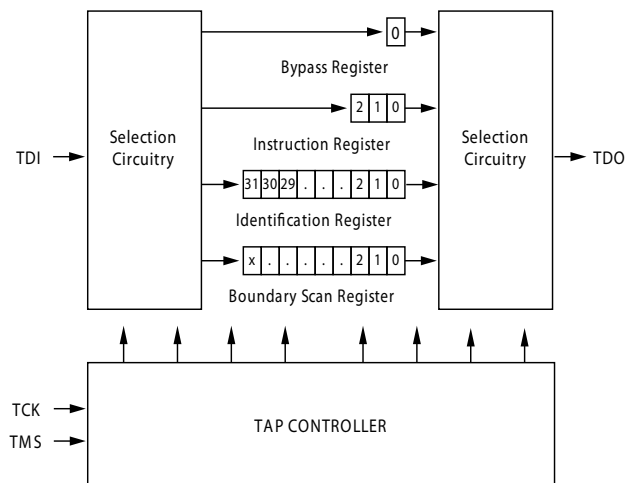 0
Bypass Register
2 1 0
TDI
Selection
Circuitry
Selection
Circuitry
TDO
Instruction Register
31 30 29 . . . 2 1 0
Identification Register
x . . . . . 2 1 0
Boundary Scan Register
TCK
TMS
TAP CONTROLLER